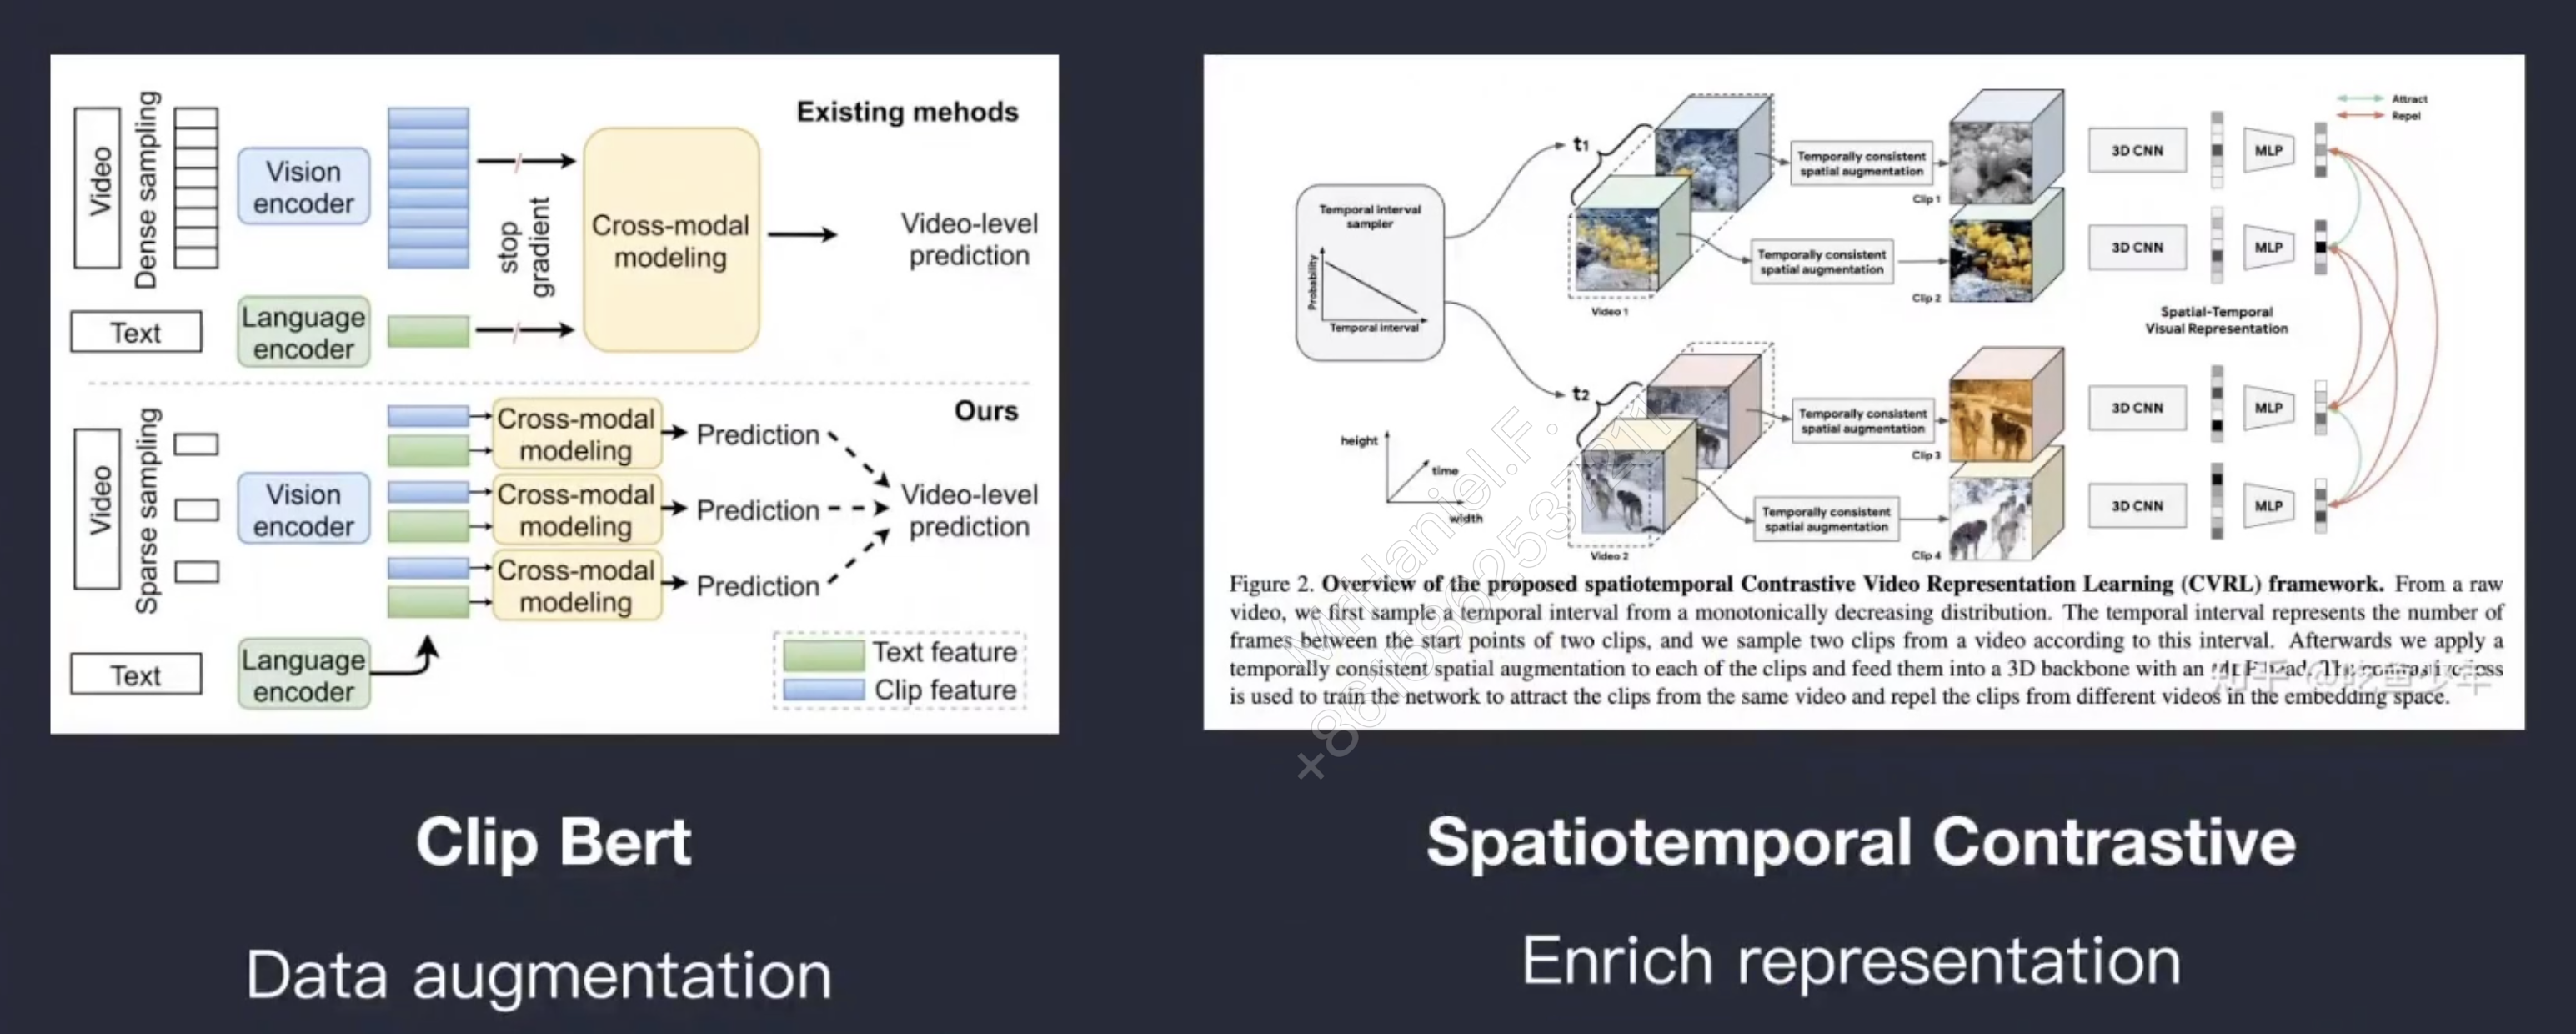 Existing mehods
Video
Dense sampling
Vision
encoder
stop
gradient
Cross-modal
modeling
Video-level
prediction
Text
Language
encoder
Ours
Video
Sparse sampling
Vision
encoder
Cross-modal
modeling
Prediction
Cross-modal
modeling
Prediction
Cross-modal
modeling
Prediction
Video-level
prediction
Text
Language
encoder
Text feature
Clip feature
Clip Bert
Data augmentation
Attract
Repel
Temporal interval
sampler
Probability
Temporal interval
t1
Video 1
Temporally consistent
spatial augmentation
Clip 1
3D CNN
MLP
Temporally consistent
spatial augmentation
Clip 2
3D CNN
MLP
Spatial-Temporal
Visual Representation
t2
Video 2
Temporally consistent
spatial augmentation
Clip 3
3D CNN
MLP
Temporally consistent
spatial augmentation
Clip 4
3D CNN
MLP
height
time
width
Figure 2. Overview of the proposed spatiotemporal Contrastive Video Representation Learning (CVRL) framework. From a raw
video, we first sample a temporal interval from a monotonically decreasing distribution. The temporal interval represents the number of
frames between the start points of two clips, and we sample two clips from a video according to this interval. Afterwards we apply a
temporally consistent spatial augmentation to each of the clips and feed them into a 3D backbone with an MLP head. The contrastive loss
is used to train the network to attract the clips from the same video and repel the clips from different videos in the embedding space.
知乎 @吃鱼少年
Spatiotemporal Contrastive
Enrich representation